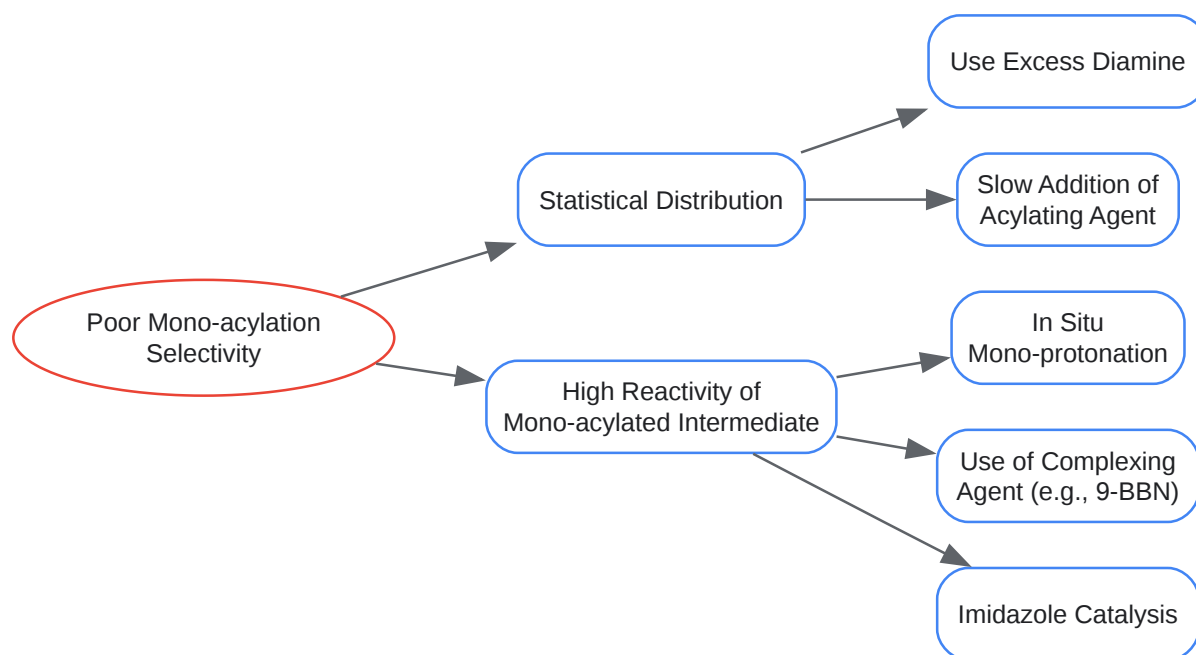 Poor Mono-acylation
Selectivity
Statistical Distribution
High Reactivity of
Mono-acylated Intermediate
Use Excess Diamine
Slow Addition of
Acylating Agent
In Situ
Mono-protonation
Use of Complexing
Agent (e.g., 9-BBN)
Imidazole Catalysis